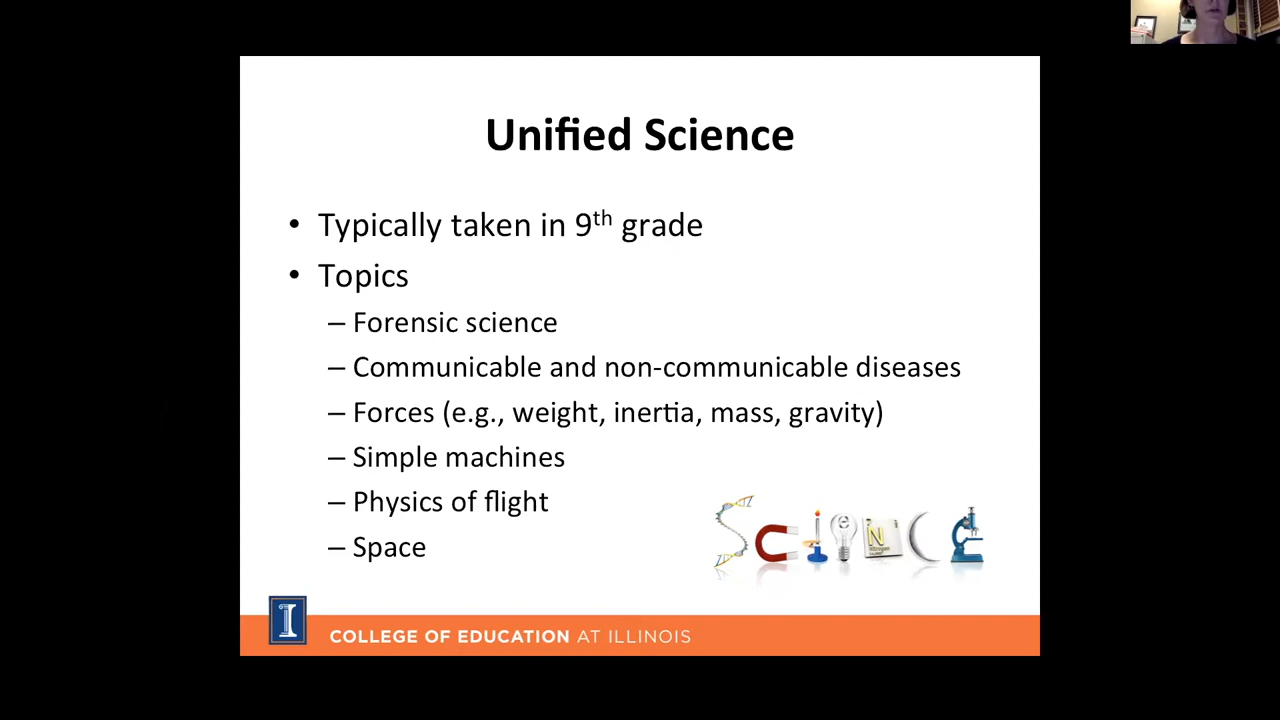 Unified Science
• Typically taken in 9th grade
• Topics
– Forensic science
– Communicable and non-communicable diseases
– Forces (e.g., weight, inertia, mass, gravity)
– Simple machines
– Physics of flight
– Space
N
Nitrogen
I COLLEGE OF EDUCATION AT ILLINOIS